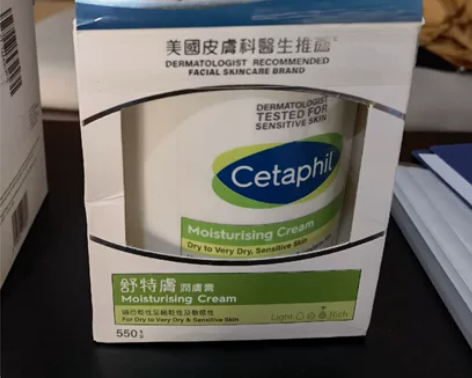 美國皮膚科醫生推薦
DERMATOLOGIST RECOMMENDED
FACIAL SKINCARE BRAND
DERMATOLOGIST
TESTED FOR
SENSITIVE SKIN
Cetaphil
Moisturising Cream
Dry to Very Dry, Sensitive Skin
舒特膚 潤膚膏
Moisturising Cream
For Dry to Very Dry & Sensitive Skin
Light Rich
550